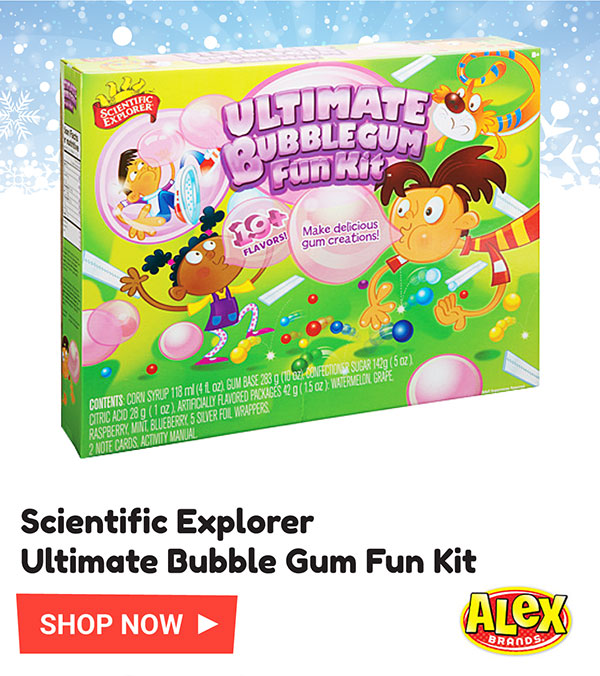 SCIENTIFIC
EXPLORER
ULTIMATE
BUBBLEGUM
Fun Kit
10+
FLAVORS!
Make delicious
gum creations!
CONTENTS: CORN SYRUP 118 ml (4 fl. oz). GUM BASE 283 g (10 oz). CONFECTIONER SUGAR 142g (5 oz).
CITRIC ACID 28 g (1 oz). ARTIFICIALLY FLAVORED PACKAGES 42 g (1.5 oz): WATERMELON, GRAPE,
RASPBERRY, MINT, BLUEBERRY. 5 SILVER FOIL WRAPPERS.
2 NOTE CARDS. ACTIVITY MANUAL
Scientific Explorer
Ultimate Bubble Gum Fun Kit
SHOP NOW
ALeX
BRANDS